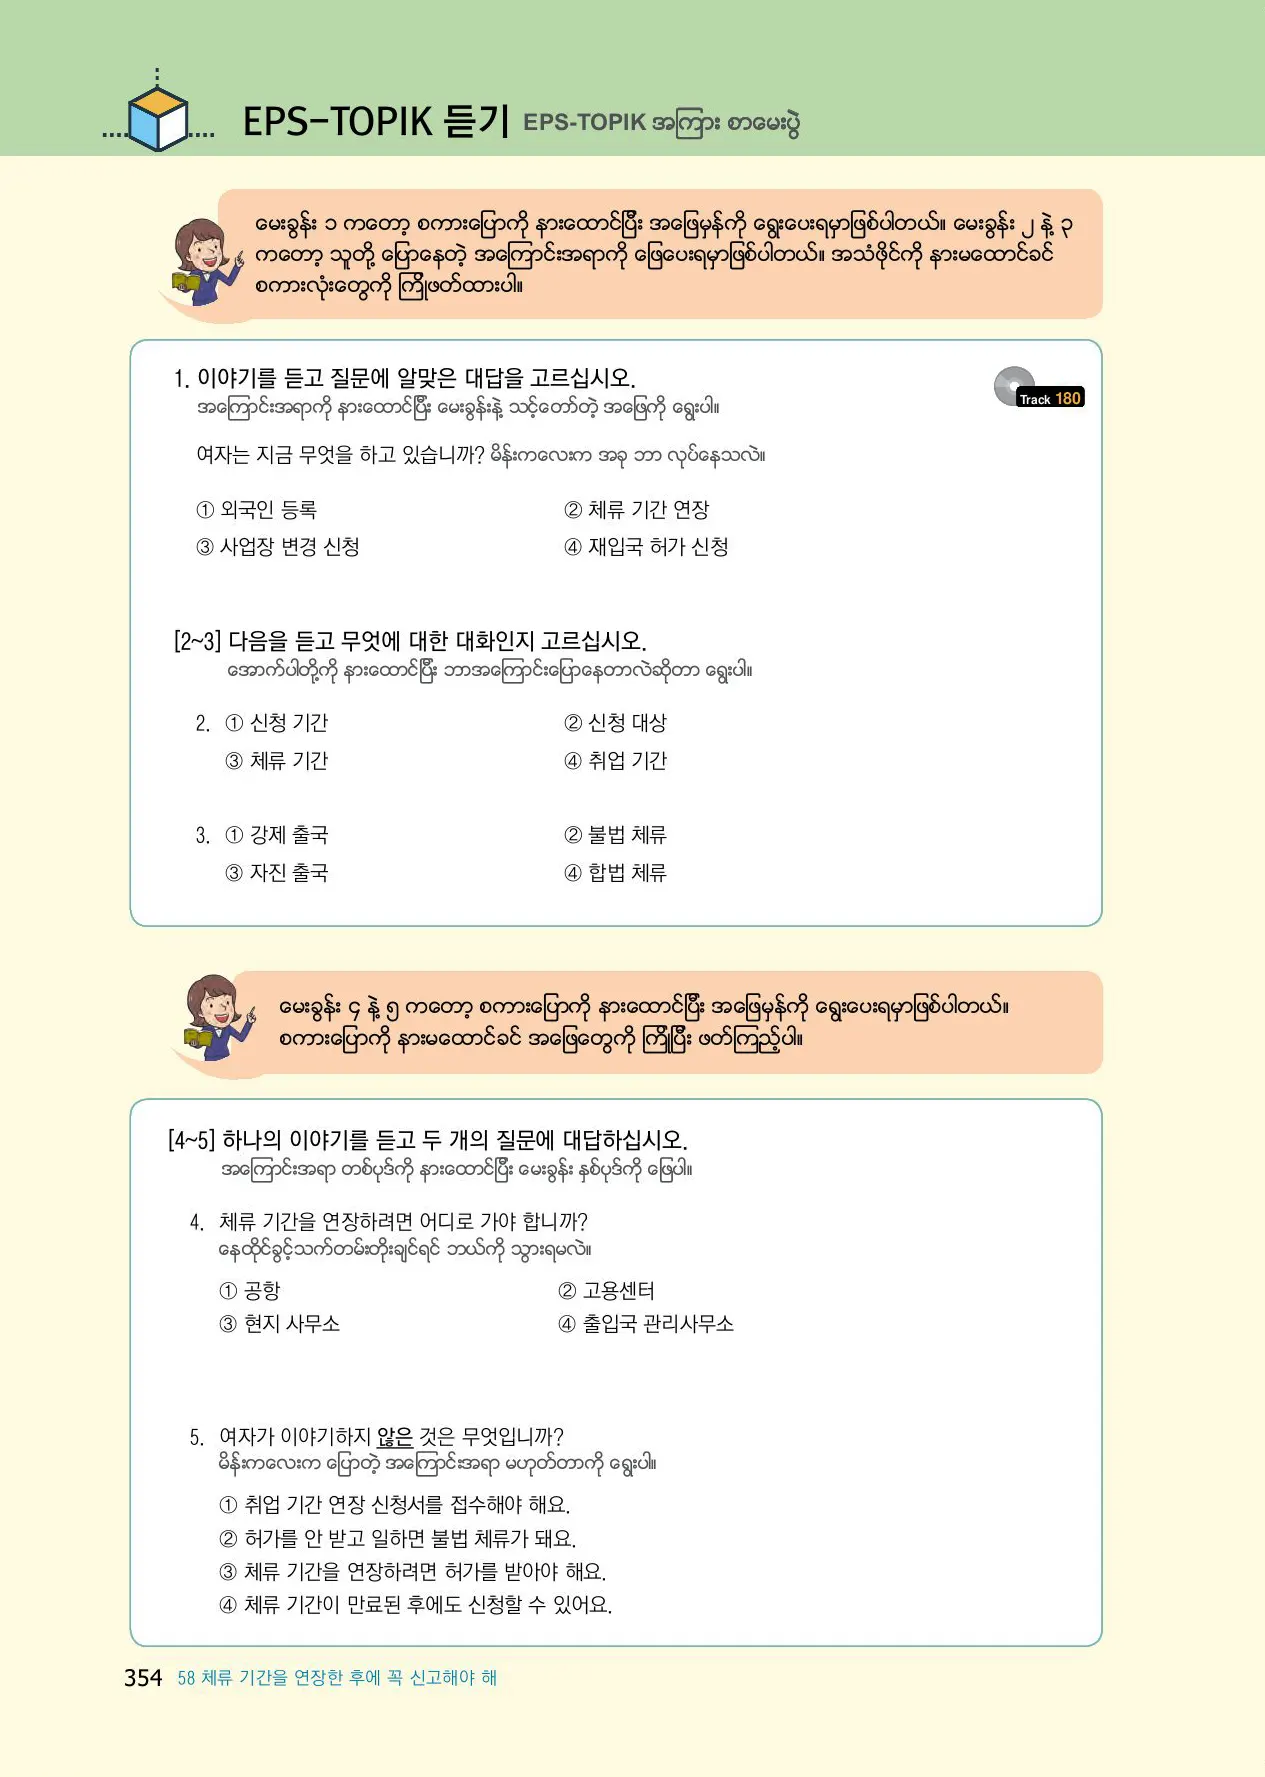 EPS-TOPIK 듣기 EPS-TOPIK အကြား စာမေးပွဲ
မေးခွန်း ၁ ကတော့ စကားပြောကို နားထောင်ပြီး အဖြေမှန်ကို ရွေးပေးရမှာဖြစ်ပါတယ်။ မေးခွန်း ၂ နဲ့ ၃
ကတော့ သူတို့ ပြောနေတဲ့ အကြောင်းအရာကို ဖြေပေးရမှာဖြစ်ပါတယ်။ အသံဖိုင်ကို နားမထောင်ခင်
စကားလုံးတွေကို ကြိုဖတ်ထားပါ။
1. 이야기를 듣고 질문에 알맞은 대답을 고르십시오.
အကြောင်းအရာကို နားထောင်ပြီး မေးခွန်းနဲ့ သင့်တော်တဲ့ အဖြေကို ရွေးပါ။
Track 180
여자는 지금 무엇을 하고 있습니까? မိန်းကလေးက အခု ဘာ လုပ်နေသလဲ။
① 외국인 등록 ② 체류 기간 연장
③ 사업장 변경 신청 ④ 재입국 허가 신청
[2~3] 다음을 듣고 무엇에 대한 대화인지 고르십시오.
အောက်ပါတို့ကို နားထောင်ပြီး ဘာအကြောင်းပြောနေတာလဲဆိုတာ ရွေးပါ။
2. ① 신청 기간 ② 신청 대상
③ 체류 기간 ④ 취업 기간
3. ① 강제 출국 ② 불법 체류
③ 자진 출국 ④ 합법 체류
မေးခွန်း ၄ နဲ့ ၅ ကတော့ စကားပြောကို နားထောင်ပြီး အဖြေမှန်ကို ရွေးပေးရမှာဖြစ်ပါတယ်။
စကားပြောကို နားမထောင်ခင် အဖြေတွေကို ကြိုပြီး ဖတ်ကြည့်ပါ။
[4~5] 하나의 이야기를 듣고 두 개의 질문에 대답하십시오.
အကြောင်းအရာ တစ်ပုဒ်ကို နားထောင်ပြီး မေးခွန်း နှစ်ပုဒ်ကို ဖြေပါ။
4. 체류 기간을 연장하려면 어디로 가야 합니까?
နေထိုင်ခွင့်သက်တမ်းတိုးချင်ရင် ဘယ်ကို သွားရမလဲ။
① 공항 ② 고용센터
③ 현지 사무소 ④ 출입국 관리사무소
5. 여자가 이야기하지 않은 것은 무엇입니까?
မိန်းကလေးက ပြောတဲ့ အကြောင်းအရာ မဟုတ်တာကို ရွေးပါ။
① 취업 기간 연장 신청서를 접수해야 해요.
② 허가를 안 받고 일하면 불법 체류가 돼요.
③ 체류 기간을 연장하려면 허가를 받아야 해요.
④ 체류 기간이 만료된 후에도 신청할 수 있어요.
354 58 체류 기간을 연장한 후에 꼭 신고해야 해